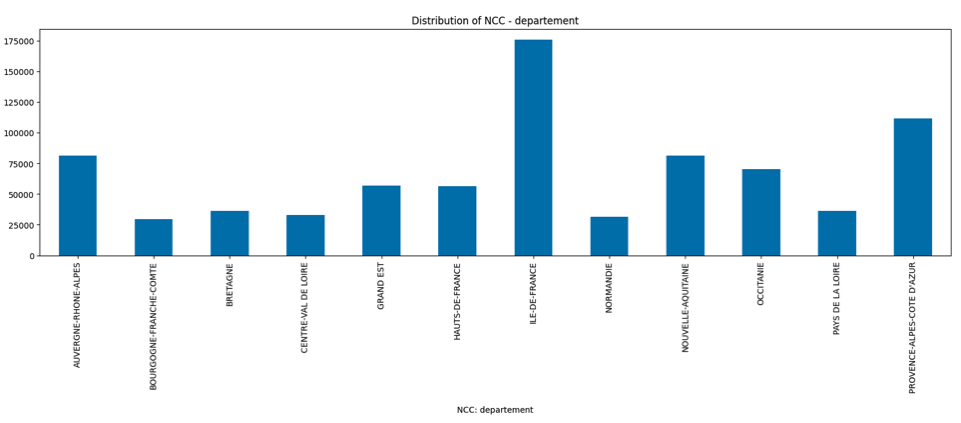 Distribution of NCC - departement
175000
150000
125000
100000
75000
50000
25000
0
AUVERGNE-RHONE-ALPES
BOURGOGNE-FRANCHE-COMTE
BRETAGNE
CENTRE-VAL DE LOIRE
GRAND EST
HAUTS-DE-FRANCE
ILE-DE-FRANCE
NORMANDIE
NOUVELLE-AQUITAINE
OCCITANIE
PAYS DE LA LOIRE
PROVENCE-ALPES-COTE D'AZUR
NCC: departement